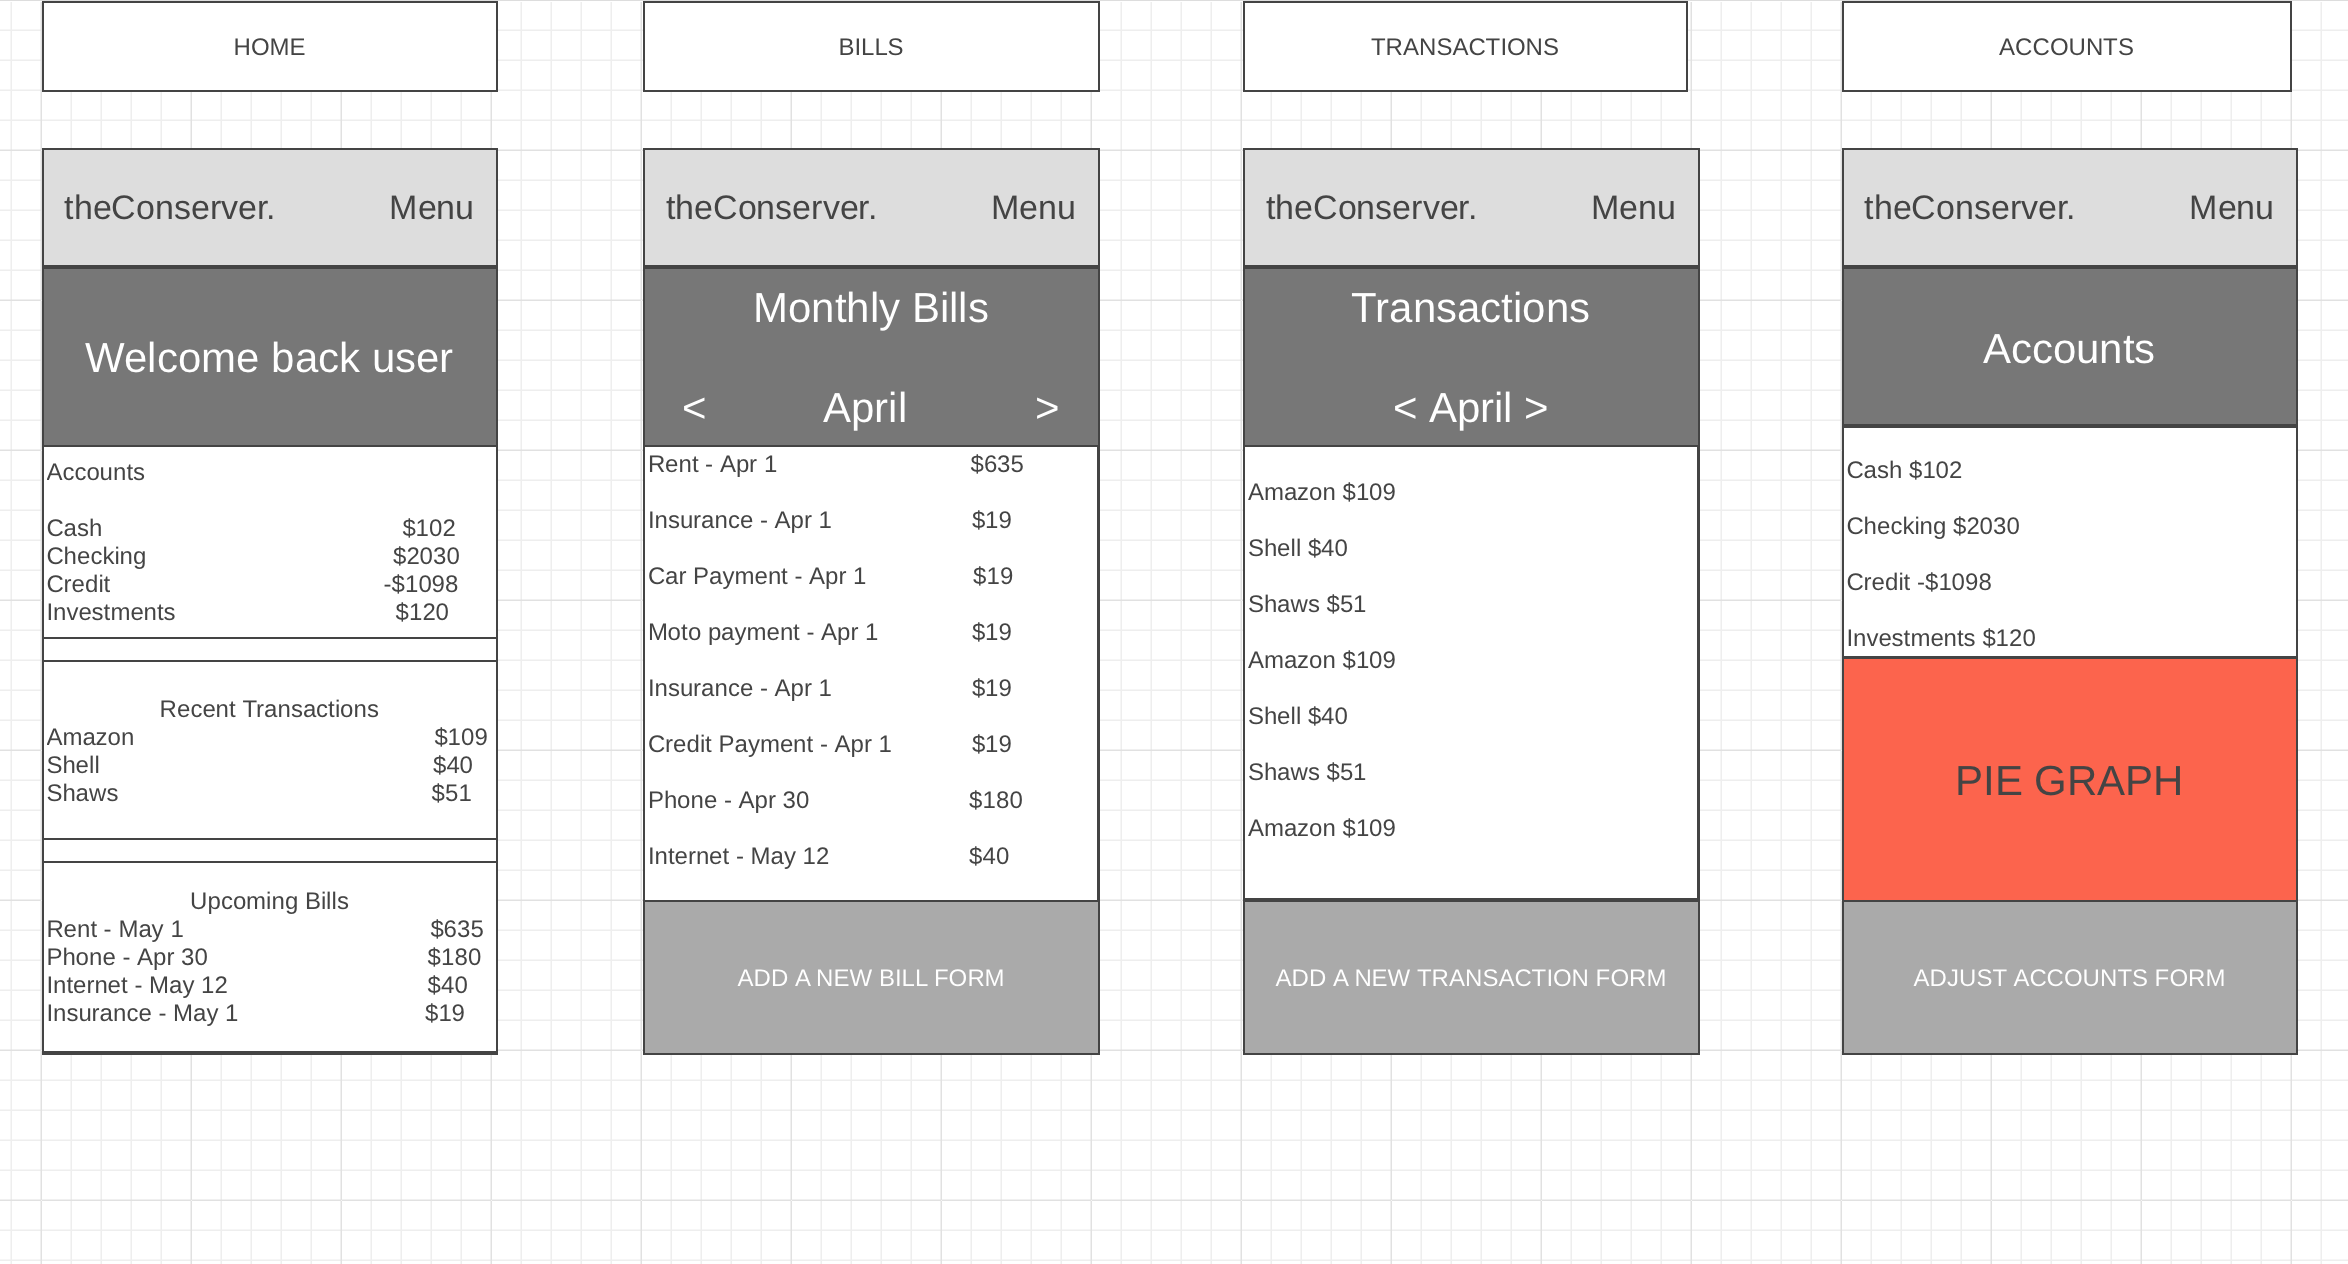 HOME
BILLS
TRANSACTIONS
ACCOUNTS
theConserver. Menu
Welcome back user
Accounts
Cash $102
Checking $2030
Credit -$1098
Investments $120
Recent Transactions
Amazon $109
Shell $40
Shaws $51
Upcoming Bills
Rent - May 1 $635
Phone - Apr 30 $180
Internet - May 12 $40
Insurance - May 1 $19
theConserver. Menu
Monthly Bills
< April >
Rent - Apr 1 $635
Insurance - Apr 1 $19
Car Payment - Apr 1 $19
Moto payment - Apr 1 $19
Insurance - Apr 1 $19
Credit Payment - Apr 1 $19
Phone - Apr 30 $180
Internet - May 12 $40
ADD A NEW BILL FORM
theConserver. Menu
Transactions
< April >
Amazon $109
Shell $40
Shaws $51
Amazon $109
Shell $40
Shaws $51
Amazon $109
ADD A NEW TRANSACTION FORM
theConserver. Menu
Accounts
Cash $102
Checking $2030
Credit -$1098
Investments $120
PIE GRAPH
ADJUST ACCOUNTS FORM